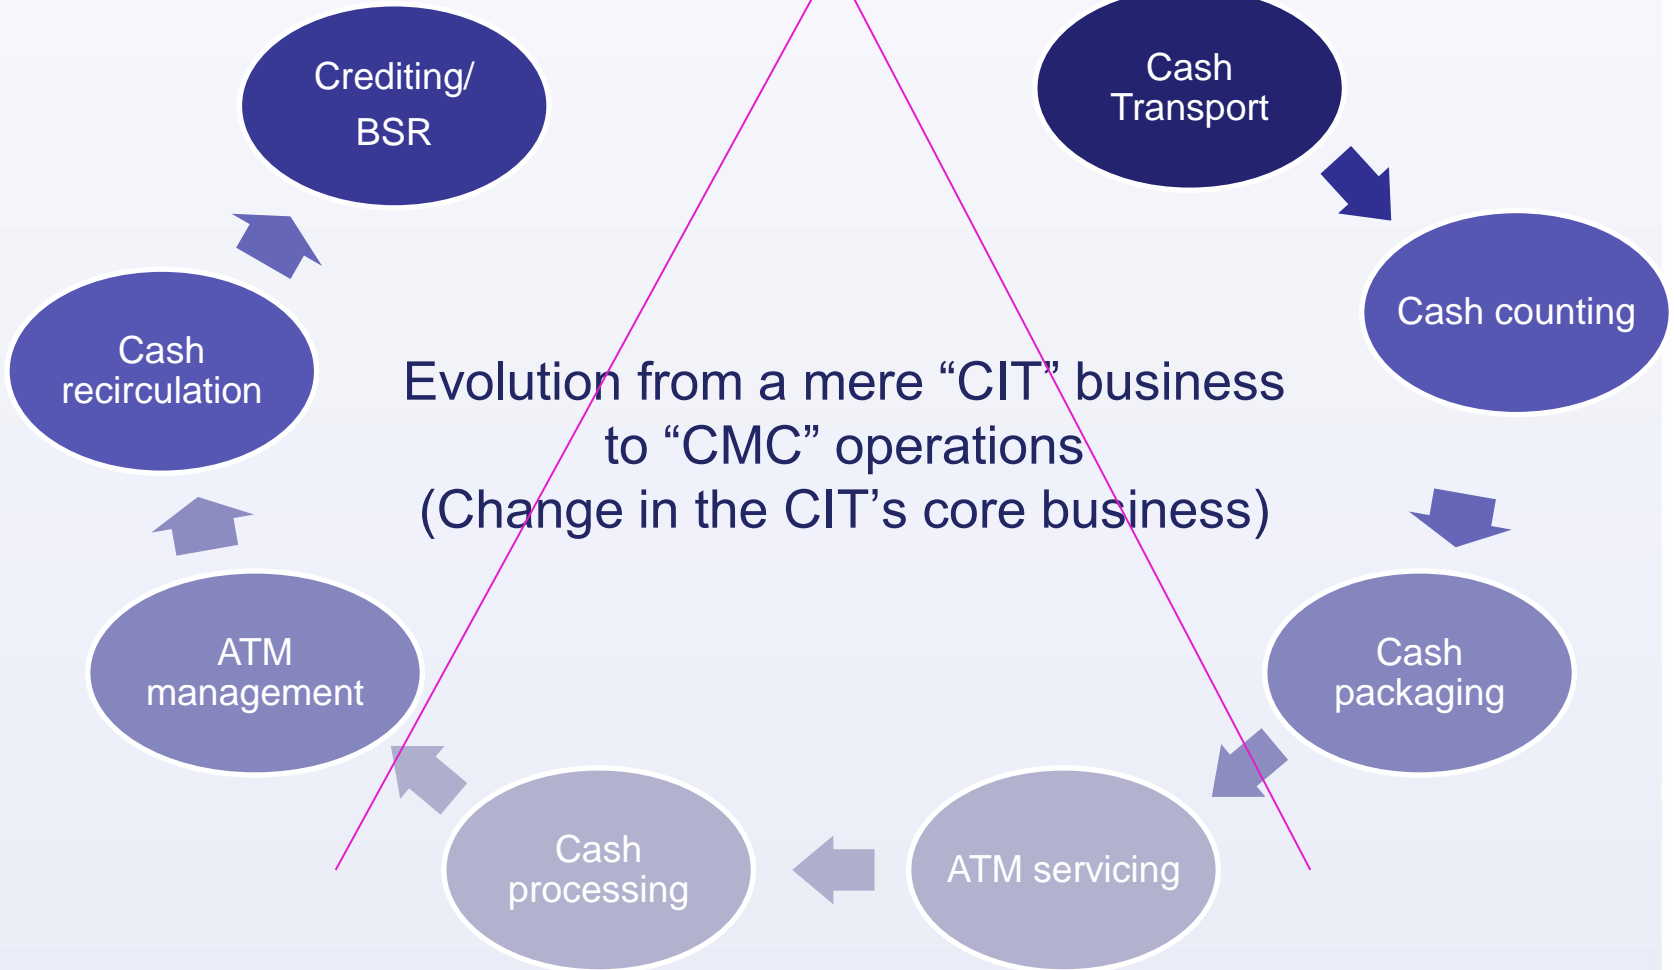 Crediting/
BSR
Cash
Transport
Cash counting
Cash
recirculation
Evolution from a mere “CIT” business
to “CMC” operations
(Change in the CIT’s core business)
ATM
management
Cash
packaging
Cash
processing
ATM servicing